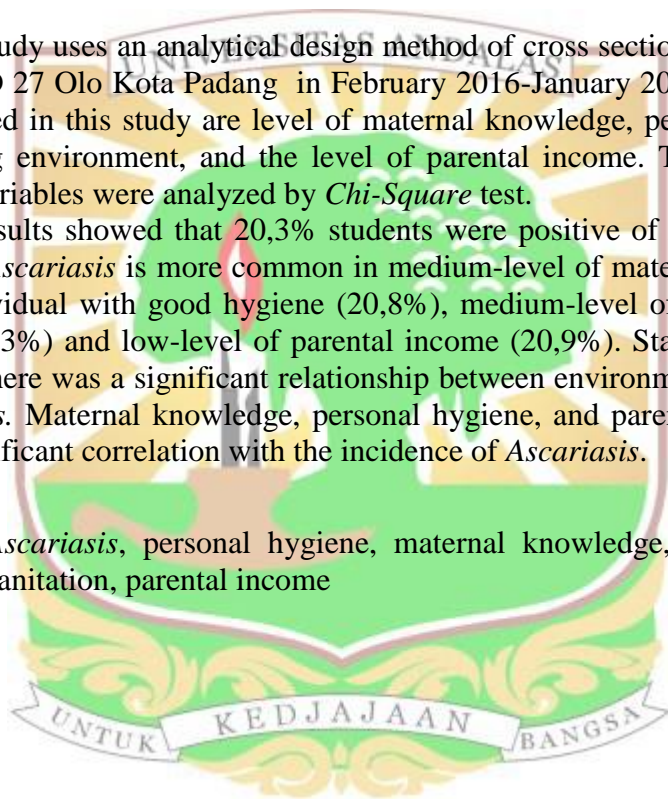 udy uses an analytical design method of cross sectio
UNIVERSITAS ANDALAS
27 Olo Kota Padang in February 2016-January 20
ed in this study are level of maternal knowledge, pe
g environment, and the level of parental income. T
riables were analyzed by Chi-Square test.
sults showed that 20,3% students were positive of
scariasis is more common in medium-level of mate
vidual with good hygiene (20,8%), medium-level o
3%) and low-level of parental income (20,9%). Sta
here was a significant relationship between environm
s. Maternal knowledge, personal hygiene, and paren
ficant correlation with the incidence of Ascariasis.
scariasis, personal hygiene, maternal knowledge,
anitation, parental income
UNTUK KEDJAJAAN BANGSA